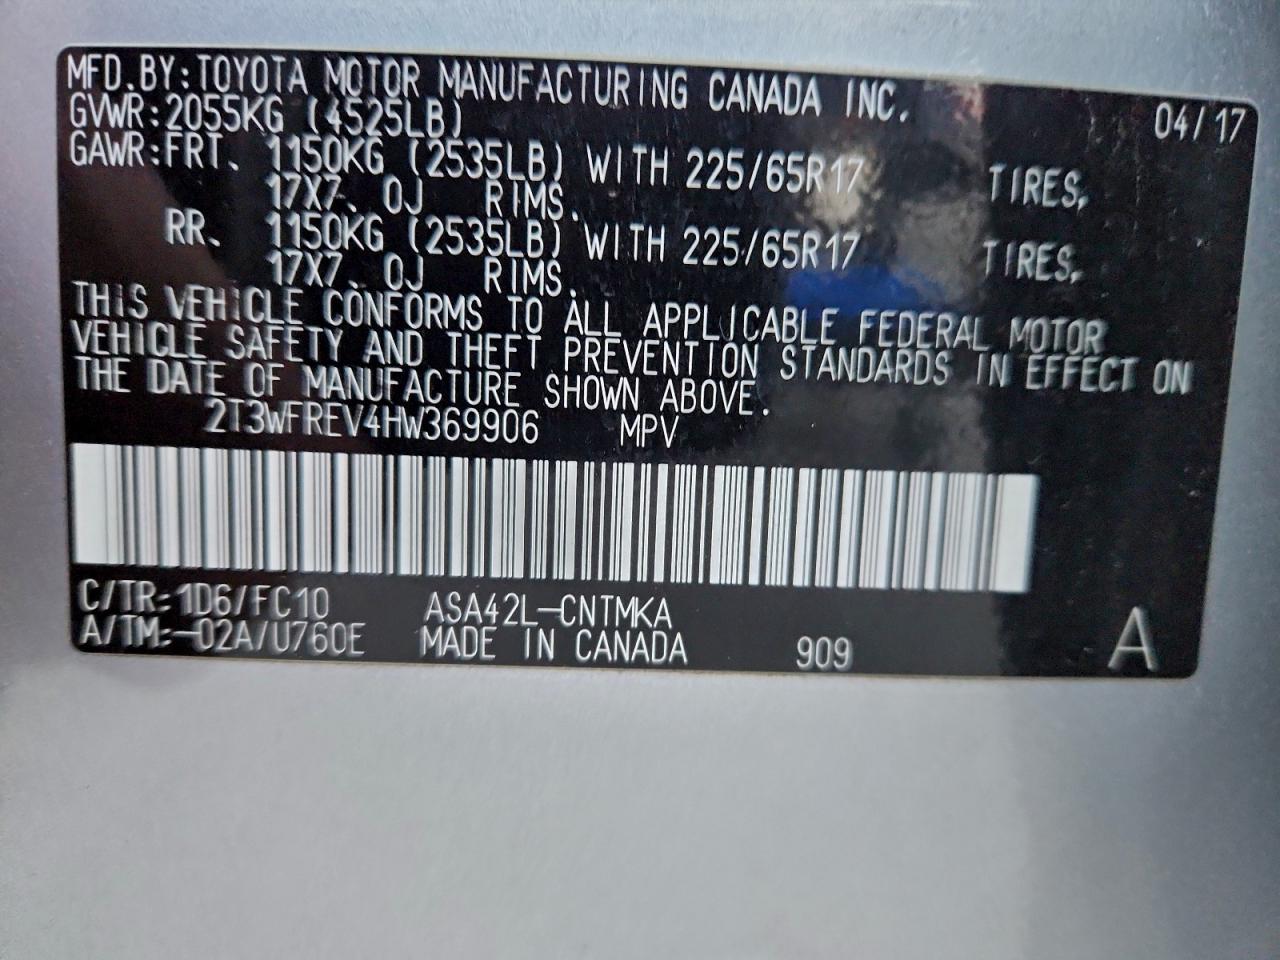 MFD.BY:TOYOTA MOTOR MANUFACTURING CANADA INC. 04/17
GVWR:2055KG (4525LB)
GAWR:FRT. 1150KG (2535LB) WITH 225/65R17 TIRES,
17X7.0J RIMS.
RR. 1150KG (2535LB) WITH 225/65R17 TIRES,
17X7.0J RIMS.
THIS VEHICLE CONFORMS TO ALL APPLICABLE FEDERAL MOTOR
VEHICLE SAFETY AND THEFT PREVENTION STANDARDS IN EFFECT ON
THE DATE OF MANUFACTURE SHOWN ABOVE.
2T3WFREV4HW369906 MPV
C/TR:1D6/FC10 ASA42L-CNTMKA
A/TM:-02A/U760E MADE IN CANADA 909 A